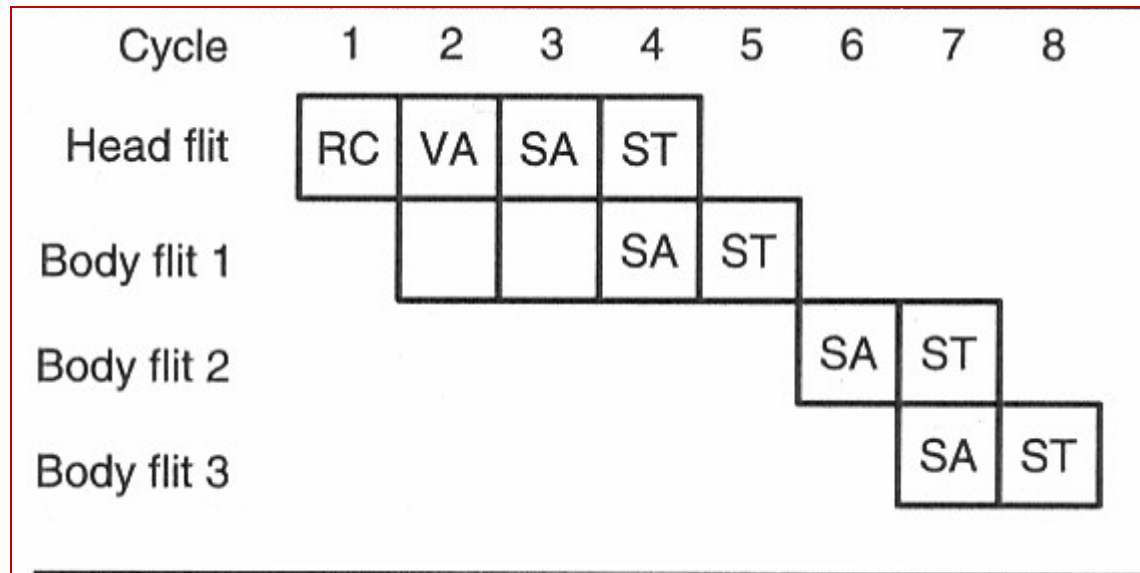 Cycle 1 2 3 4 5 6 7 8
Head flit RC VA SA ST
Body flit 1 SA ST
Body flit 2 SA ST
Body flit 3 SA ST